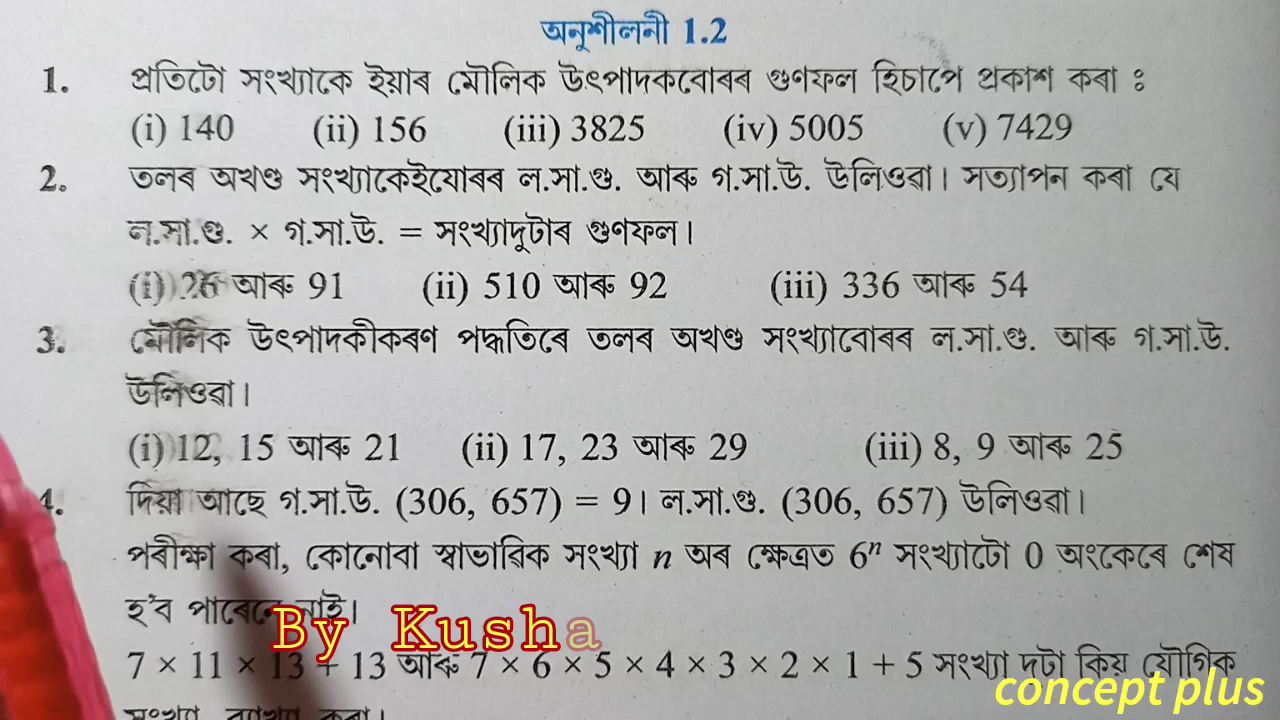 অনুশীলনী 1.2
1. প্ৰতিটো সংখ্যাকে ইয়াৰ মৌলিক উৎপাদকবোৰৰ গুণফল হিচাপে প্ৰকাশ কৰা ঃ
(i) 140 (ii) 156 (iii) 3825 (iv) 5005 (v) 7429
2. তলৰ অখণ্ড সংখ্যাকেইযোৰৰ ল.সা.গু. আৰু গ.সা.উ. উলিওৱা। সত্যাপন কৰা যে
ল.সা.গু. × গ.সা.উ. = সংখ্যাদুটাৰ গুণফল।
(i) 26 আৰু 91 (ii) 510 আৰু 92 (iii) 336 আৰু 54
3. মৌলিক উৎপাদকীকৰণ পদ্ধতিৰে তলৰ অখণ্ড সংখ্যাবোৰৰ ল.সা.গু. আৰু গ.সা.উ.
উলিওৱা।
(i) 12, 15 আৰু 21 (ii) 17, 23 আৰু 29 (iii) 8, 9 আৰু 25
4. দিয়া আছে গ.সা.উ. (306, 657) = 9। ল.সা.গু. (306, 657) উলিওৱা।
পৰীক্ষা কৰা, কোনোবা স্বাভাৱিক সংখ্যা n অৰ ক্ষেত্ৰত 6ⁿ সংখ্যাটো 0 অংকেৰে শেষ
হ'ব পাৰেনে নাই।
By Kusha
7 × 11 × 13 + 13 আৰু 7 × 6 × 5 × 4 × 3 × 2 × 1 + 5 সংখ্যা দুটা কিয় যৌগিক
concept plus